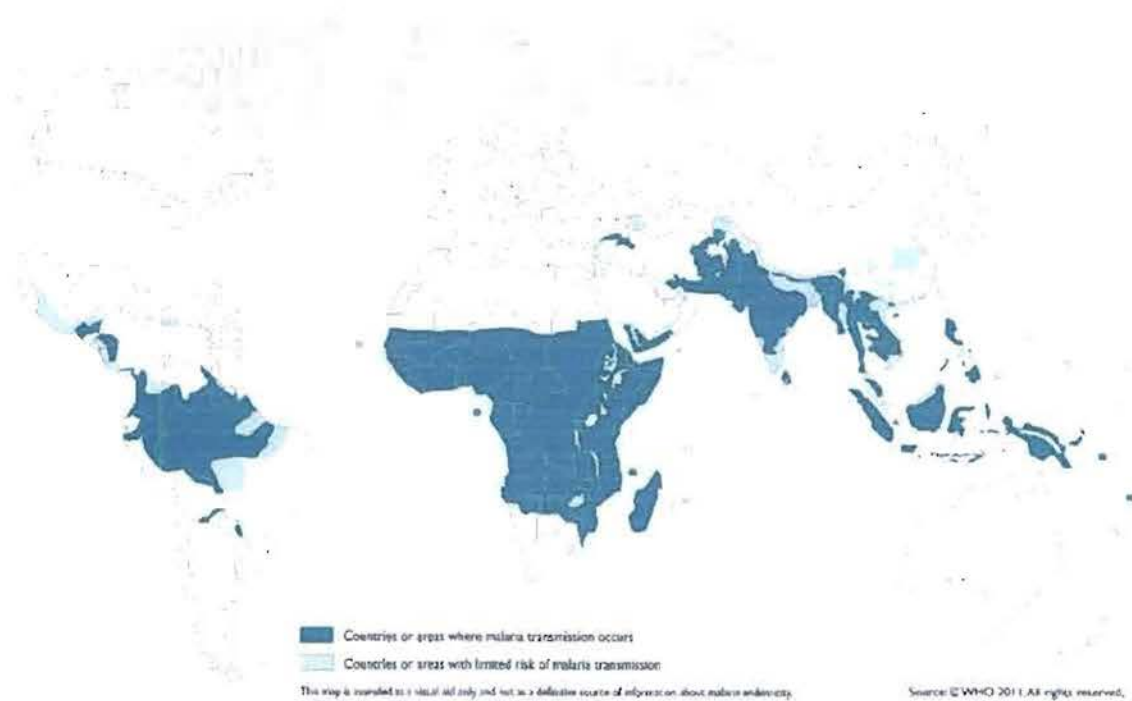 Countries or areas where malaria transmission occurs
Countries or areas with limited risk of malaria transmission
This map is intended as a visual aid only and not as a definitive source of information about malaria endemicity.
Source: © WHO 2011. All rights reserved.